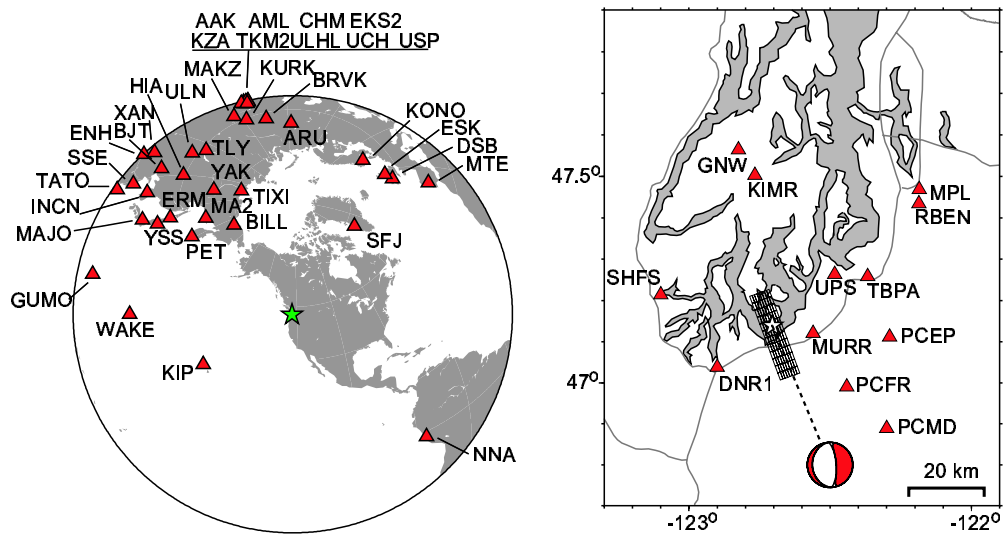 AAK AML CHM EKS2
KZA TKM2 ULHL UCH USP
MAKZ
KURK
BRVK
HIA
ULN
XAN
ENH
BJT
SSE
TATO
INCN
MAJO
TLY
YAK
ERM
MA2
TIXI
BILL
YSS
PET
ARU
KONO
ESK
DSB
MTE
SFJ
GUMO
WAKE
KIP
NNA
47.5°
47°
-123°
-122°
GNW
KIMR
MPL
RBEN
SHFS
UPS
TBPA
MURR
PCEP
DNR1
PCFR
PCMD
20 km